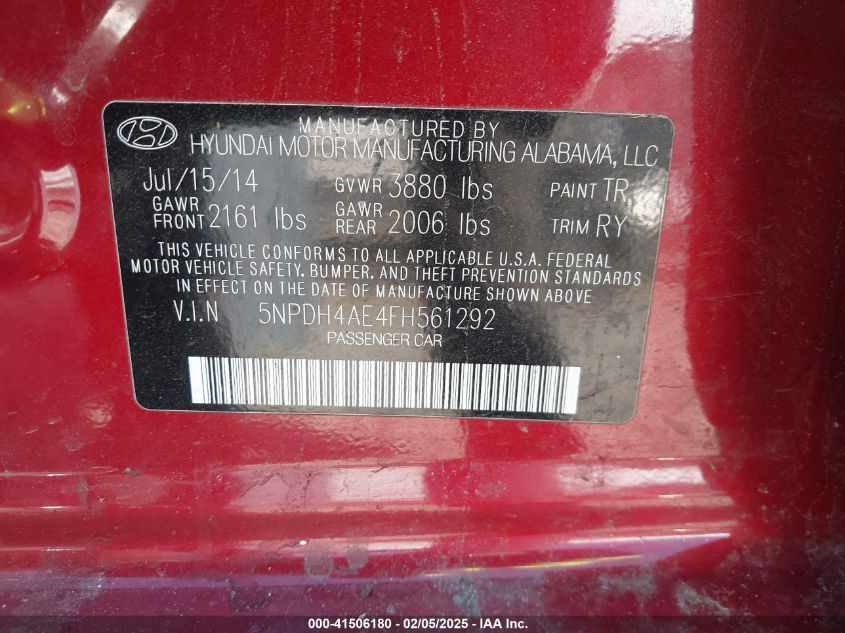 MANUFACTURED BY
HYUNDAI MOTOR MANUFACTURING ALABAMA, LLC
Jul/15/14 GVWR 3880 lbs PAINT TR
GAWR FRONT 2161 lbs GAWR REAR 2006 lbs TRIM RY
THIS VEHICLE CONFORMS TO ALL APPLICABLE U.S.A. FEDERAL
MOTOR VEHICLE SAFETY, BUMPER, AND THEFT PREVENTION STANDARDS
IN EFFECT ON THE DATE OF MANUFACTURE SHOWN ABOVE
V.I.N 5NPDH4AE4FH561292
PASSENGER CAR
000-41506180 - 02/05/2025 - IAA Inc.